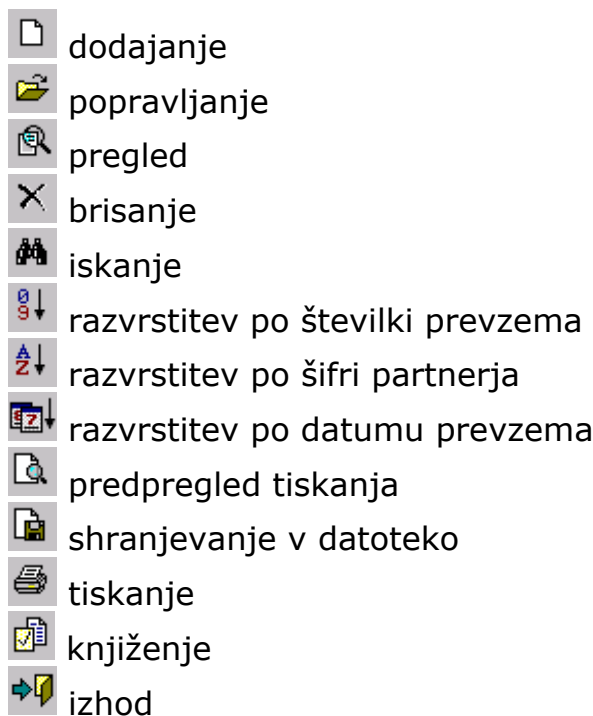 dodajanje
popravljanje
pregled
brisanje
iskanje
razvrstitev po številki prevzema
razvrstitev po šifri partnerja
razvrstitev po datumu prevzema
predpregled tiskanja
shranjevanje v datoteko
tiskanje
knjiženje
izhod